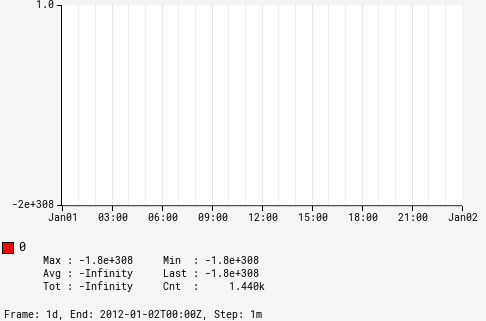 1.0
-2e+308
Jan01 03:00 06:00 09:00 12:00 15:00 18:00 21:00 Jan02
0
Max : -1.8e+308 Min : -1.8e+308
Avg : -Infinity Last : -1.8e+308
Tot : -Infinity Cnt : 1.440k
Frame: 1d, End: 2012-01-02T00:00Z, Step: 1m